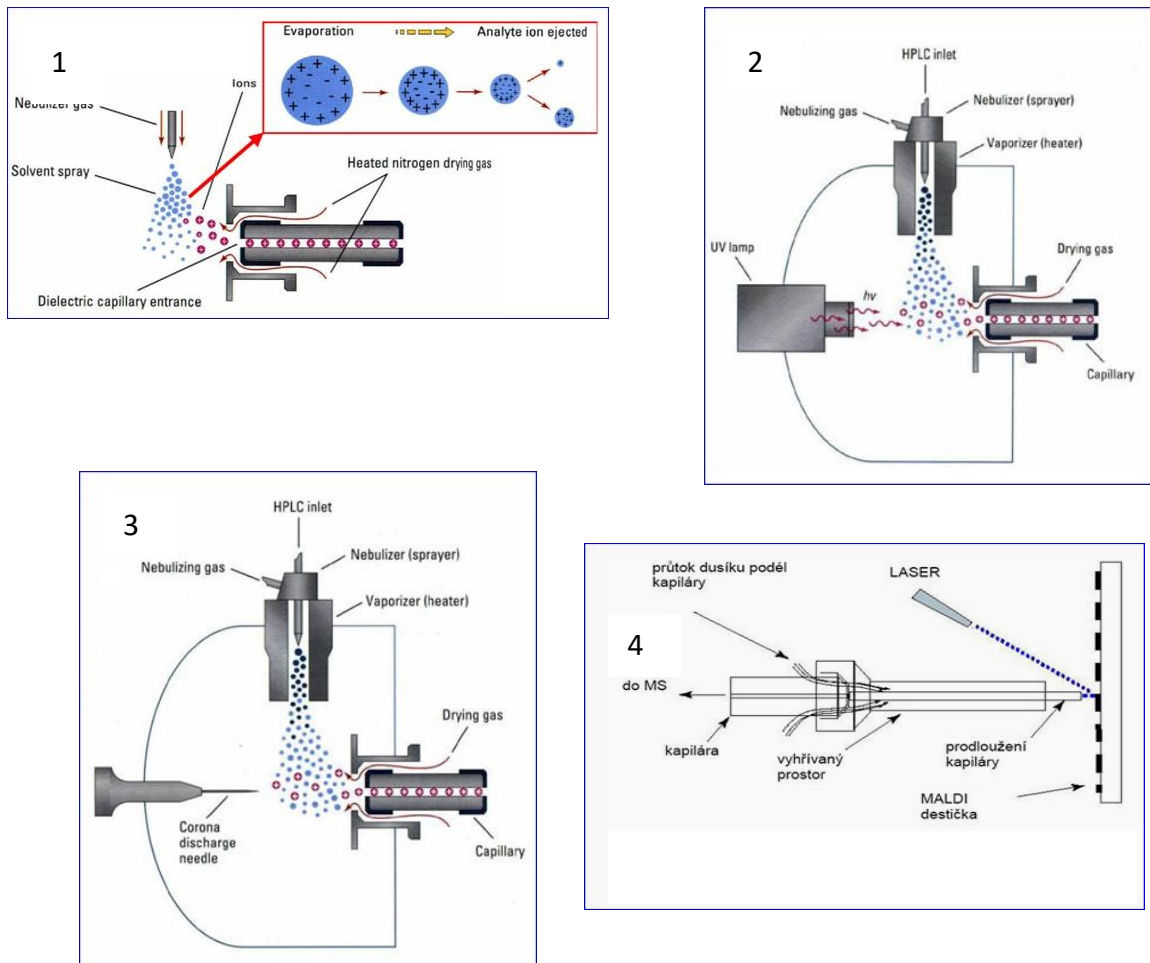 1
Evaporation
Analyte ion ejected
Ions
Nebulizer gas
Solvent spray
Heated nitrogen drying gas
Dielectric capillary entrance
2
HPLC inlet
Nebulizing gas
Nebulizer (sprayer)
Vaporizer (heater)
UV lamp
hν
Drying gas
Capillary
3
HPLC inlet
Nebulizing gas
Nebulizer (sprayer)
Vaporizer (heater)
Drying gas
Corona
discharge
needle
Capillary
4
průtok dusíku podél
kapiláry
LASER
do MS
kapilára
vyhřívaný
prostor
prodloužení
kapiláry
MALDI
destička